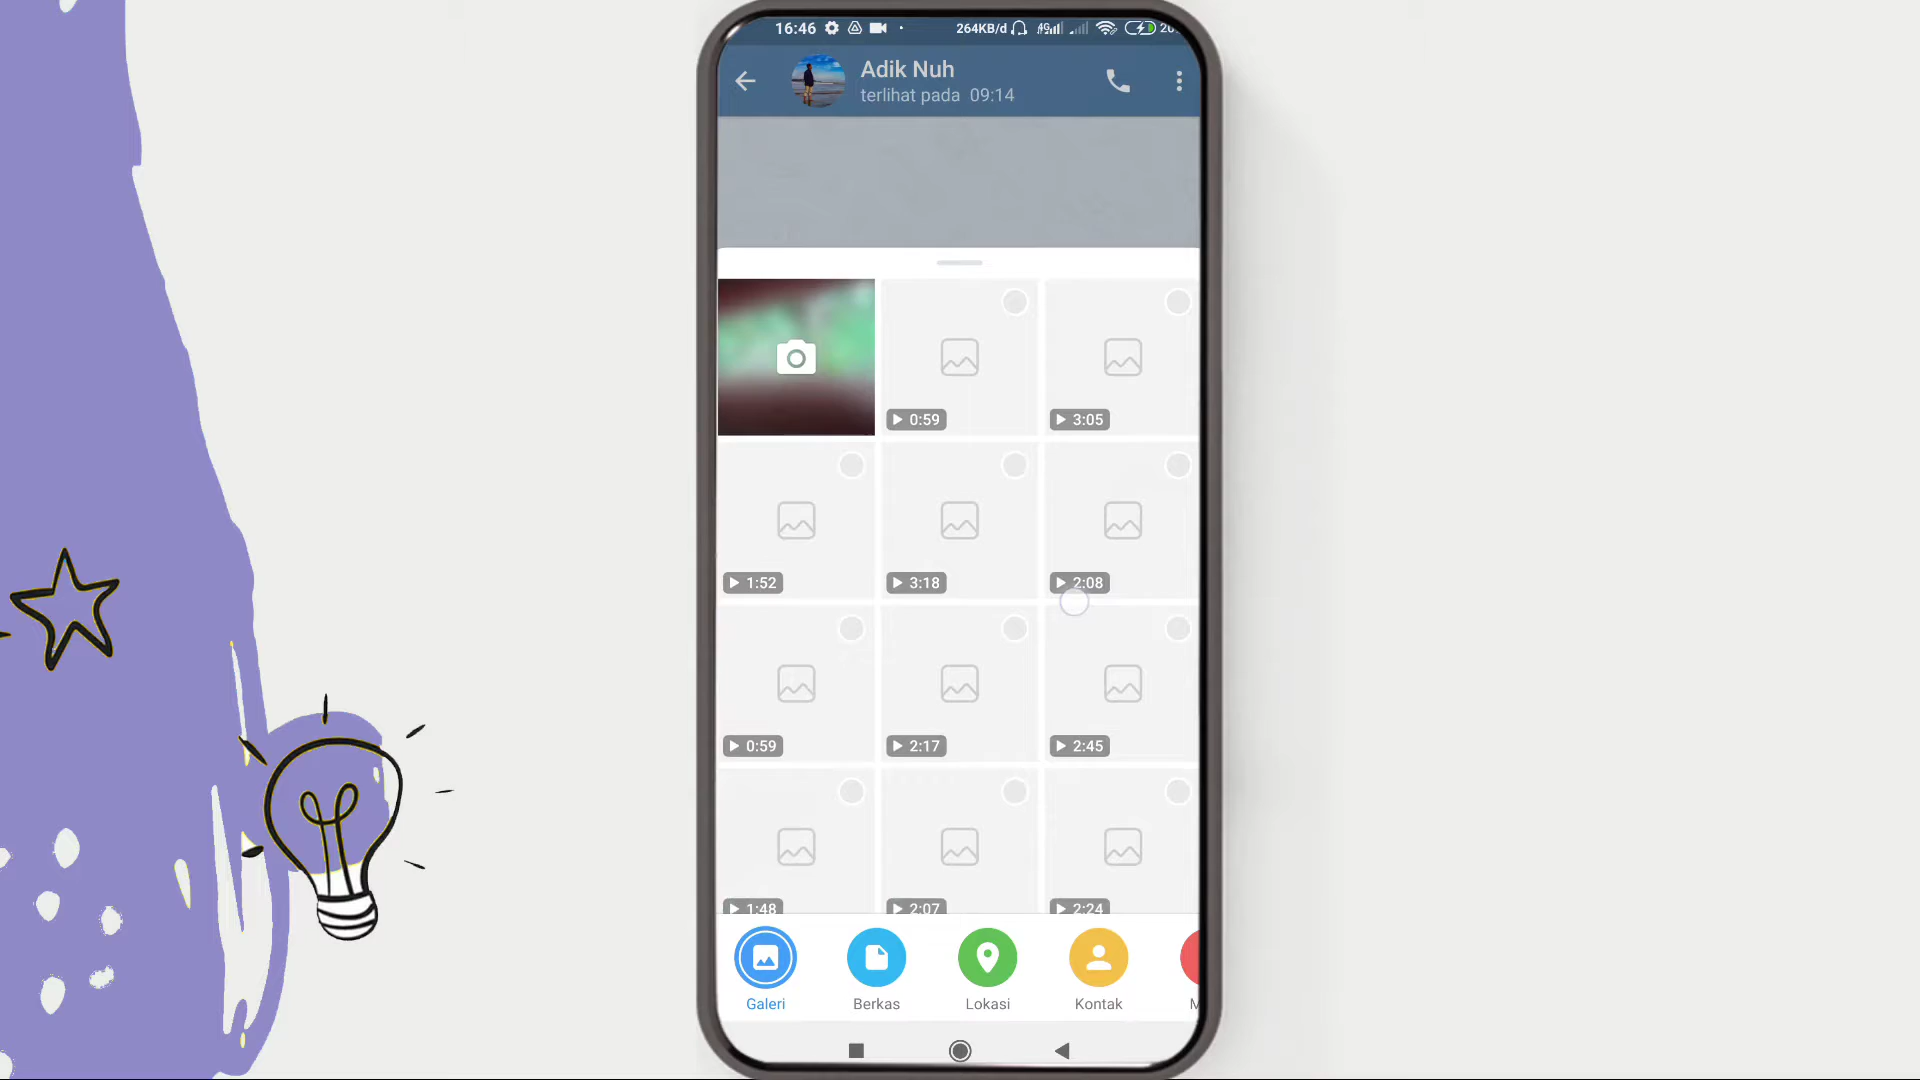 16:46 264KB/d 4G
Adik Nuh
terlihat pada 09:14
0:59 3:05
1:52 3:18 2:08
0:59 2:17 2:45
1:48 2:07 2:24
Galeri Berkas Lokasi Kontak